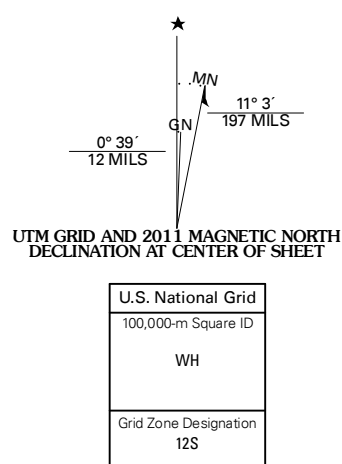 ★
MN
GN
11° 3´
197 MILS
0° 39´
12 MILS
UTM GRID AND 2011 MAGNETIC NORTH
DECLINATION AT CENTER OF SHEET
U.S. National Grid
100,000-m Square ID
WH
Grid Zone Designation
12S